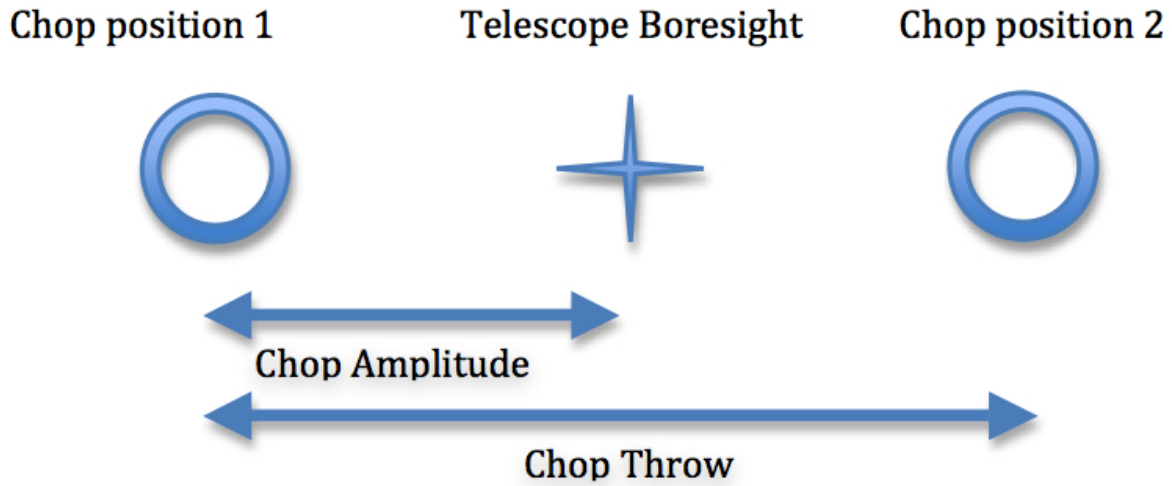 Chop position 1
Telescope Boresight
Chop position 2
Chop Amplitude
Chop Throw